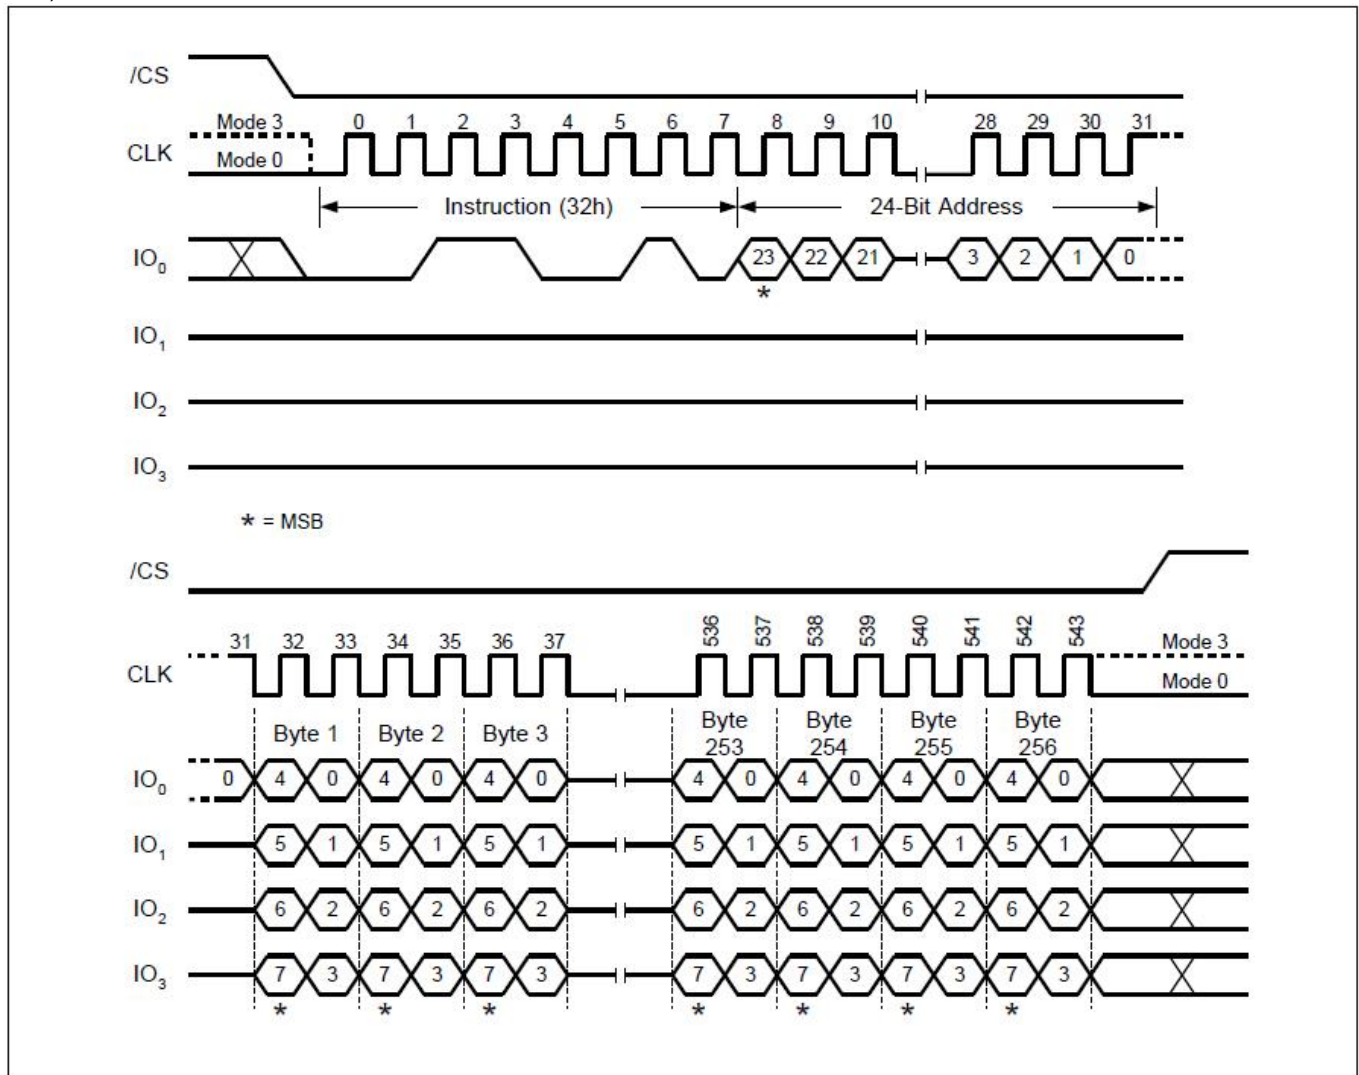 /CS
Mode 3 0 1 2 3 4 5 6 7 8 9 10 28 29 30 31
CLK
Mode 0
Instruction (32h) 24-Bit Address
IO0 23 22 21 3 2 1 0
*
IO1
IO2
IO3
* = MSB
/CS
31 32 33 34 35 36 37 536 537 538 539 540 541 542 543 Mode 3
CLK
Mode 0
Byte 1 Byte 2 Byte 3 Byte 253 Byte 254 Byte 255 Byte 256
IO0 0 4 0 4 0 4 0 4 0 4 0 4 0 4 0
IO1 5 1 5 1 5 1 5 1 5 1 5 1 5 1
IO2 6 2 6 2 6 2 6 2 6 2 6 2 6 2
IO3 7 3 7 3 7 3 7 3 7 3 7 3 7 3
* * * * * * *